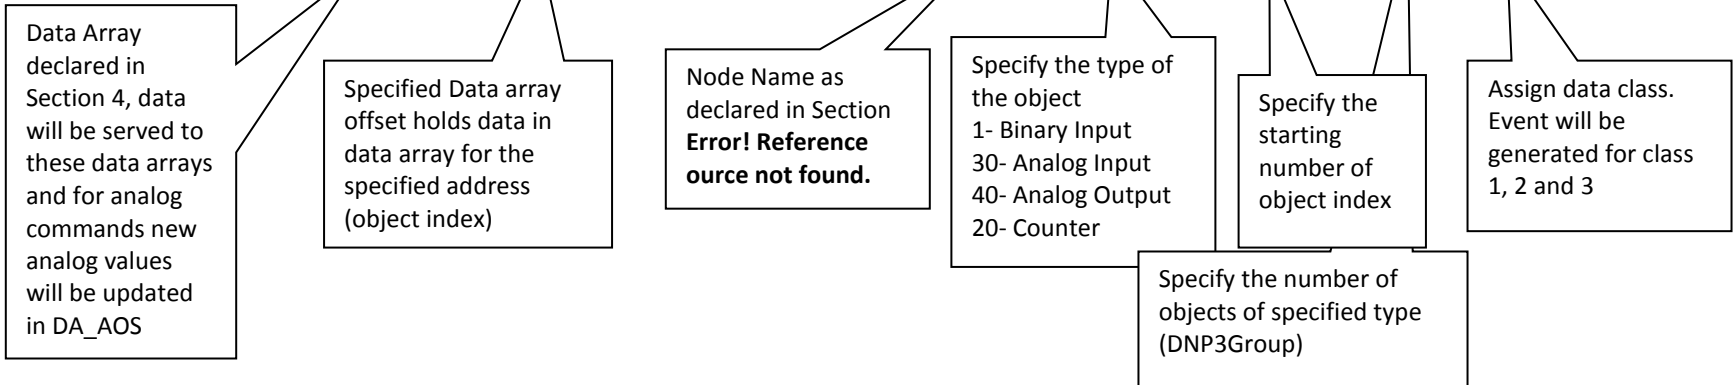 Data Array
declared in
Section 4, data
will be served to
these data arrays
and for analog
commands new
analog values
will be updated
in DA_AOS
Specified Data array
offset holds data in
data array for the
specified address
(object index)
Node Name as
declared in Section
Error! Reference
ource not found.
Specify the type of
the object
1- Binary Input
30- Analog Input
40- Analog Output
20- Counter
Specify the
starting
number of
object index
Specify the number of
objects of specified type
(DNP3Group)
Assign data class.
Event will be
generated for class
1, 2 and 3